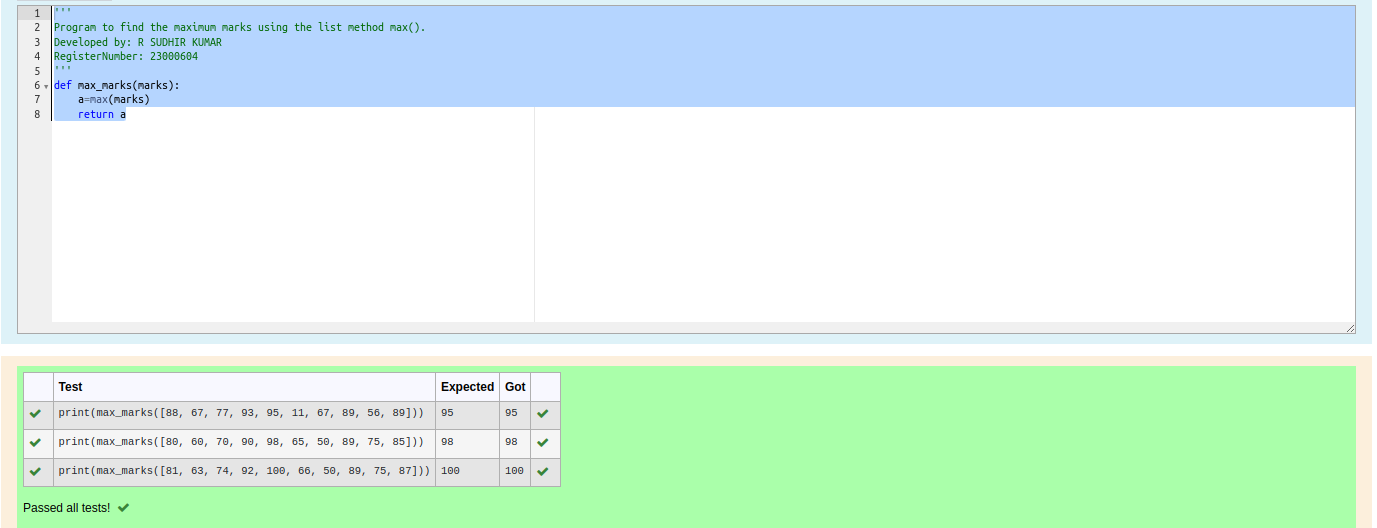 1 '''
2 Program to find the maximum marks using the list method max().
3 Developed by: R SUDHIR KUMAR
4 RegisterNumber: 23000604
5 '''
6 def max_marks(marks):
7     a=max(marks)
8     return a
Test Expected Got
print(max_marks([88, 67, 77, 93, 95, 11, 67, 89, 56, 89])) 95 95
print(max_marks([80, 60, 70, 90, 98, 65, 50, 89, 75, 85])) 98 98
print(max_marks([81, 63, 74, 92, 100, 66, 50, 89, 75, 87])) 100 100
Passed all tests!